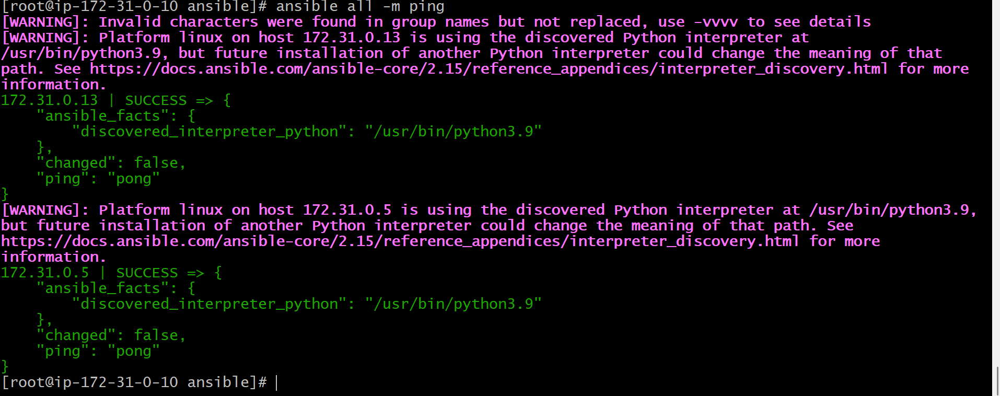 [root@ip-172-31-0-10 ansible]# ansible all -m ping
[WARNING]: Invalid characters were found in group names but not replaced, use -vvvv to see details
[WARNING]: Platform linux on host 172.31.0.13 is using the discovered Python interpreter at
/usr/bin/python3.9, but future installation of another Python interpreter could change the meaning of that
path. See https://docs.ansible.com/ansible-core/2.15/reference_appendices/interpreter_discovery.html for more
information.
172.31.0.13 | SUCCESS => {
    "ansible_facts": {
        "discovered_interpreter_python": "/usr/bin/python3.9"
    },
    "changed": false,
    "ping": "pong"
}
[WARNING]: Platform linux on host 172.31.0.5 is using the discovered Python interpreter at /usr/bin/python3.9,
but future installation of another Python interpreter could change the meaning of that path. See
https://docs.ansible.com/ansible-core/2.15/reference_appendices/interpreter_discovery.html for more
information.
172.31.0.5 | SUCCESS => {
    "ansible_facts": {
        "discovered_interpreter_python": "/usr/bin/python3.9"
    },
    "changed": false,
    "ping": "pong"
}
[root@ip-172-31-0-10 ansible]#